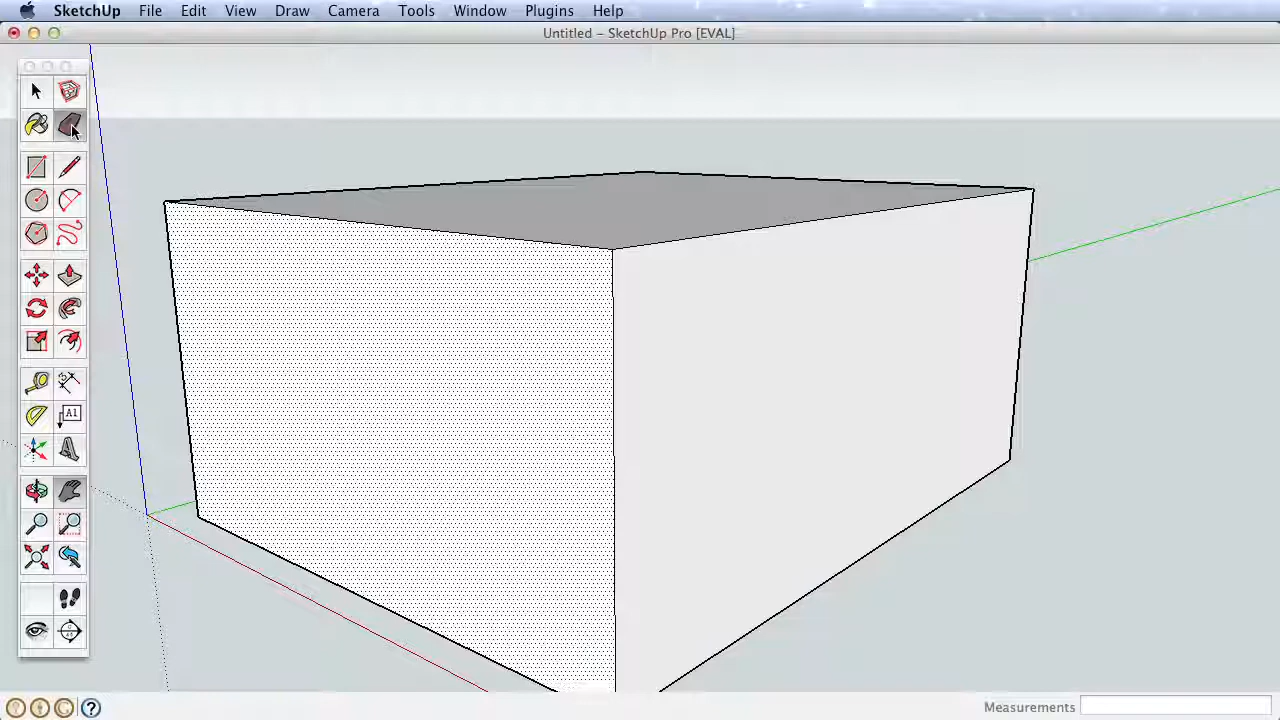 SketchUp File Edit View Draw Camera Tools Window Plugins Help
Untitled – SketchUp Pro [EVAL]
A1
Measurements